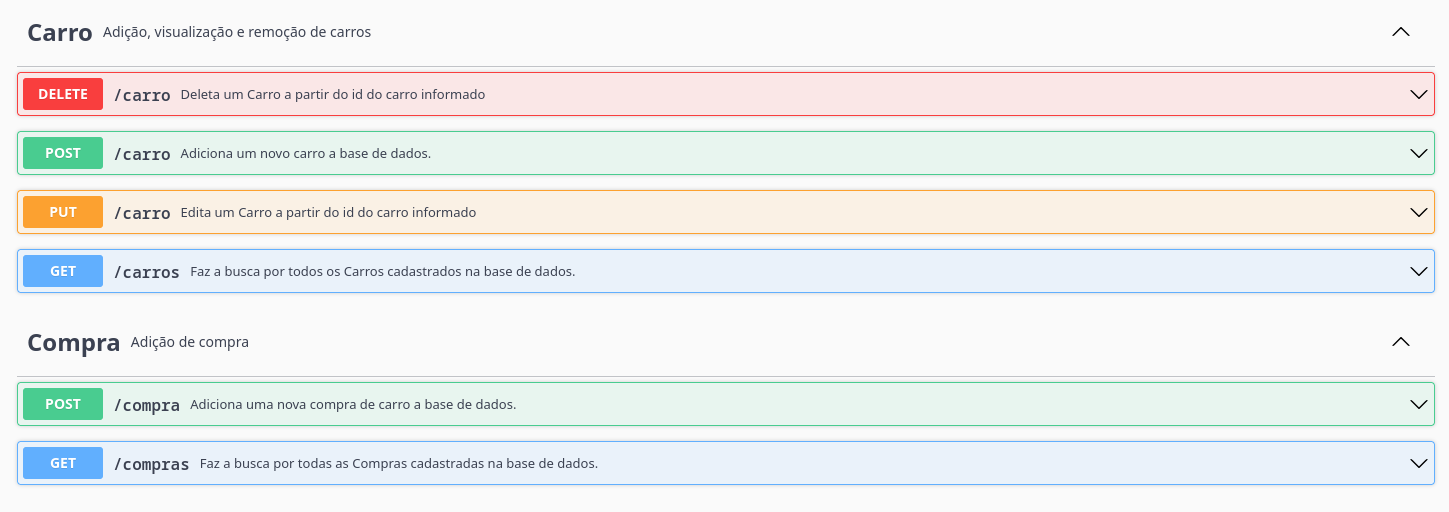 Carro Adição, visualização e remoção de carros
DELETE /carro Deleta um Carro a partir do id do carro informado
POST /carro Adiciona um novo carro a base de dados.
PUT /carro Edita um Carro a partir do id do carro informado
GET /carros Faz a busca por todos os Carros cadastrados na base de dados.
Compra Adição de compra
POST /compra Adiciona uma nova compra de carro a base de dados.
GET /compras Faz a busca por todas as Compras cadastradas na base de dados.